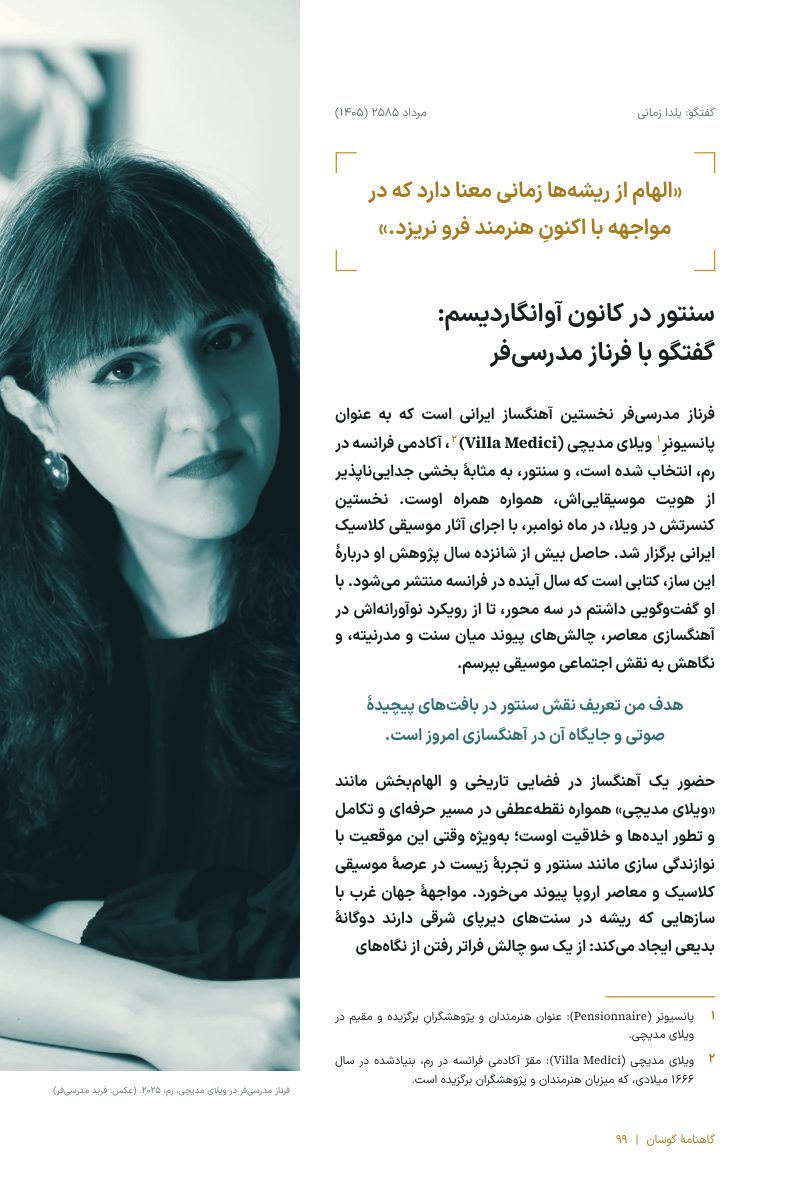 گفتگو: یلدا زمانی
مرداد ۲۵۸۵ (۱۴۰۵)
«الهام از ریشه‌ها زمانی معنا دارد که در
مواجهه با اکنونِ هنرمند فرو نریزد.»
سنتور در کانون آوانگاردیسم:
گفتگو با فرناز مدرسی‌فر
فرناز مدرسی‌فر نخستین آهنگساز ایرانی است که به عنوان
پانسیونرِ۱ ویلای مدیچی (Villa Medici)۲، آکادمی فرانسه در
رم، انتخاب شده است، و سنتور، به مثابهٔ بخشی جدایی‌ناپذیر
از هویت موسیقایی‌اش، همواره همراه اوست. نخستین
کنسرتش در ویلا، در ماه نوامبر، با اجرای آثار موسیقی کلاسیک
ایرانی برگزار شد. حاصل بیش از شانزده سال پژوهش او دربارهٔ
این ساز، کتابی است که سال آینده در فرانسه منتشر می‌شود. با
او گفت‌وگویی داشتم در سه محور، تا از رویکرد نوآورانه‌اش در
آهنگسازی معاصر، چالش‌های پیوند میان سنت و مدرنیته، و
نگاهش به نقش اجتماعی موسیقی بپرسم.
هدف من تعریف نقش سنتور در بافت‌های پیچیدهٔ
صوتی و جایگاه آن در آهنگسازی امروز است.
حضور یک آهنگساز در فضایی تاریخی و الهام‌بخش مانند
«ویلای مدیچی» همواره نقطه‌عطفی در مسیر حرفه‌ای و تکامل
و تطور ایده‌ها و خلاقیت اوست؛ به‌ویژه وقتی این موقعیت با
نوازندگی سازی مانند سنتور و تجربهٔ زیست در عرصهٔ موسیقی
کلاسیک و معاصر اروپا پیوند می‌خورد. مواجههٔ جهان غرب با
سازهایی که ریشه در سنت‌های دیرپای شرقی دارند دوگانهٔ
بدیعی ایجاد می‌کند: از یک سو چالش فراتر رفتن از نگاه‌های
۱ پانسیونر (Pensionnaire): عنوان هنرمندان و پژوهشگرانِ برگزیده و مقیم در
ویلای مدیچی.
۲ ویلای مدیچی (Villa Medici): مقرّ آکادمی فرانسه در رم، بنیادشده در سال
۱۶۶۶ میلادی، که میزبان هنرمندان و پژوهشگران برگزیده است.
فرناز مدرسی‌فر در ویلای مدیچی، رم، ۲۰۲۵. (عکس: فرید مدرسی‌فر)
گاهنامهٔ گوسان | ۹۹